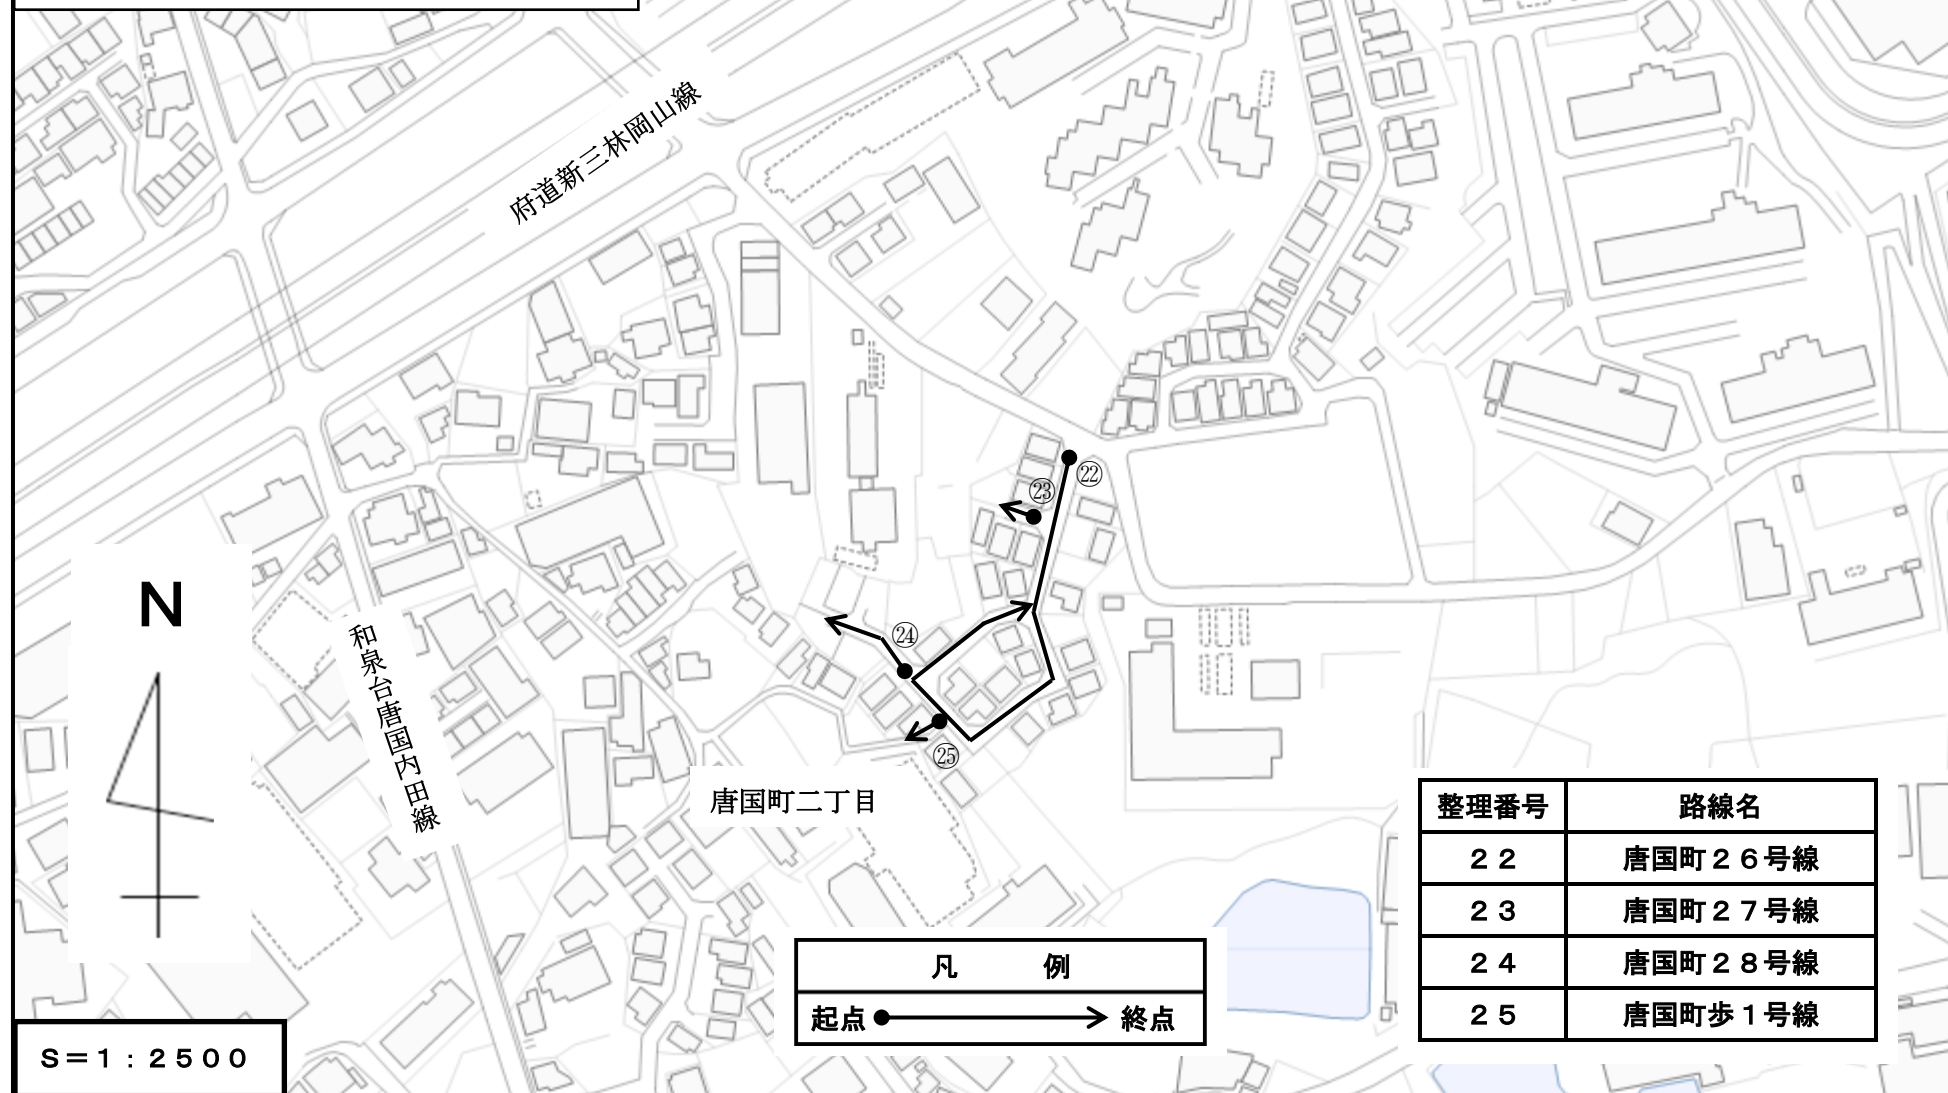 府道新三林岡山線
㉒
㉓
㉔
㉕
N
和泉台唐国内田線
唐国町二丁目
整理番号 路線名
２２ 唐国町２６号線
２３ 唐国町２７号線
２４ 唐国町２８号線
２５ 唐国町歩１号線
凡 例
起点 終点
Ｓ＝１：２５００